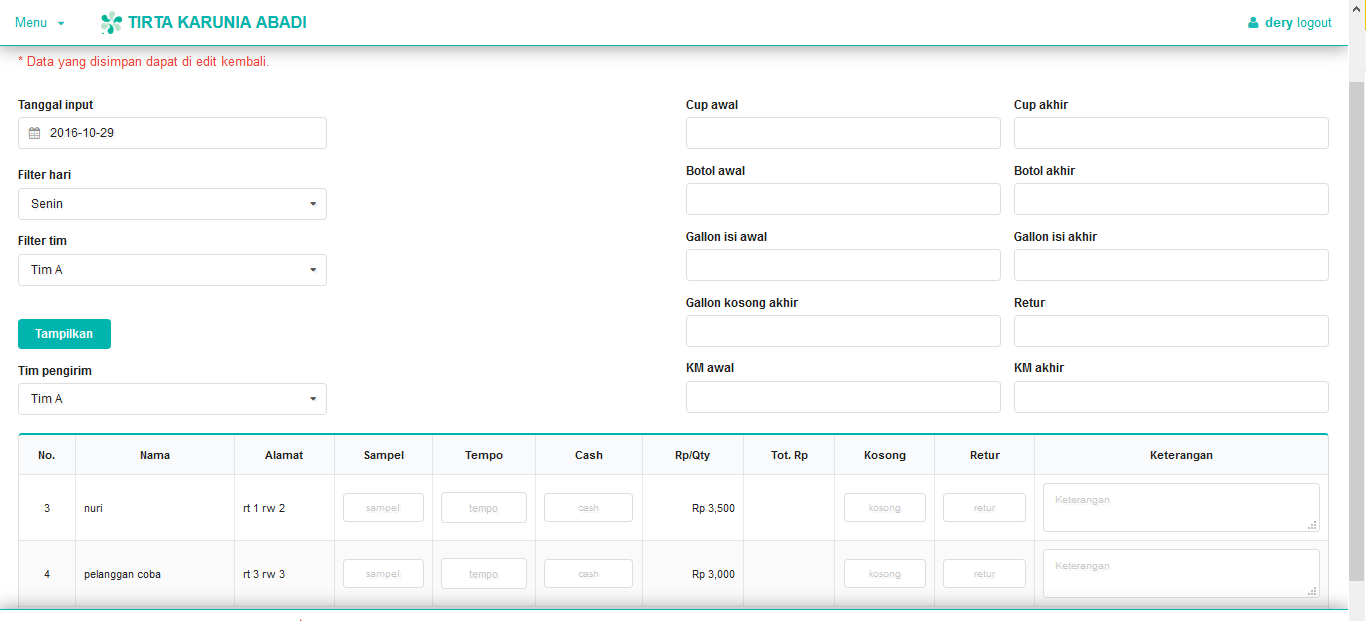 Menu TIRTA KARUNIA ABADI dery logout
* Data yang disimpan dapat di edit kembali.
Tanggal input
2016-10-29
Filter hari
Senin
Filter tim
Tim A
Tampilkan
Tim pengirim
Tim A
Cup awal Cup akhir
Botol awal Botol akhir
Gallon isi awal Gallon isi akhir
Gallon kosong akhir Retur
KM awal KM akhir
No. Nama Alamat Sampel Tempo Cash Rp/Qty Tot. Rp Kosong Retur Keterangan
3 nuri rt 1 rw 2 sampel tempo cash Rp 3,500 kosong retur Keterangan
4 pelanggan coba rt 3 rw 3 sampel tempo cash Rp 3,000 kosong retur Keterangan